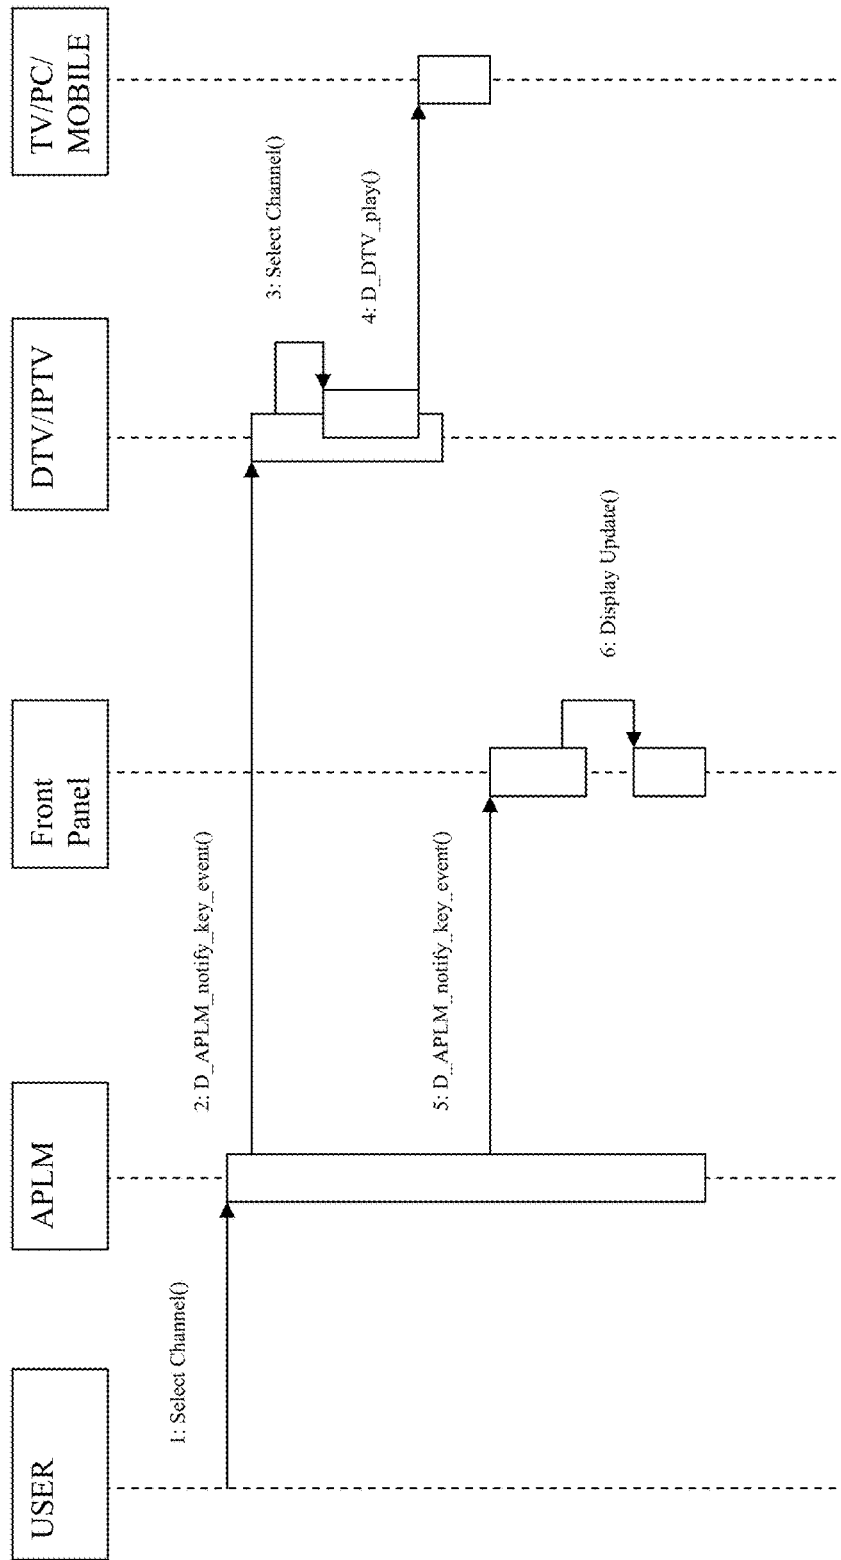 USER
APLM
Front
Panel
DTV/IPTV
TV/PC/
MOBILE
1: Select Channel()
2: D_APLM_notify_key_event()
3: Select Channel()
4: D_DTV_play()
5: D_APLM_notify_key_event()
6: Display Update()